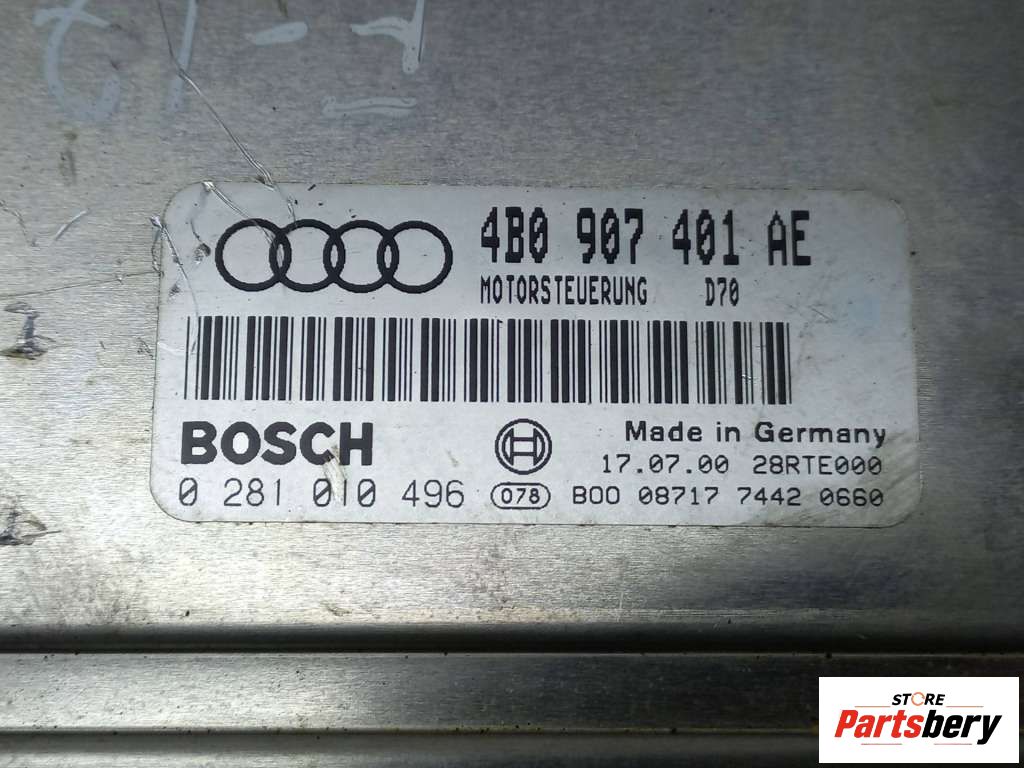 4B0 907 401 AE
MOTORSTEUERUNG D70
BOSCH
Made in Germany
17.07.00 28RTE000
0 281 010 496 078 B00 08717 7442 0660
STORE
Partsbery